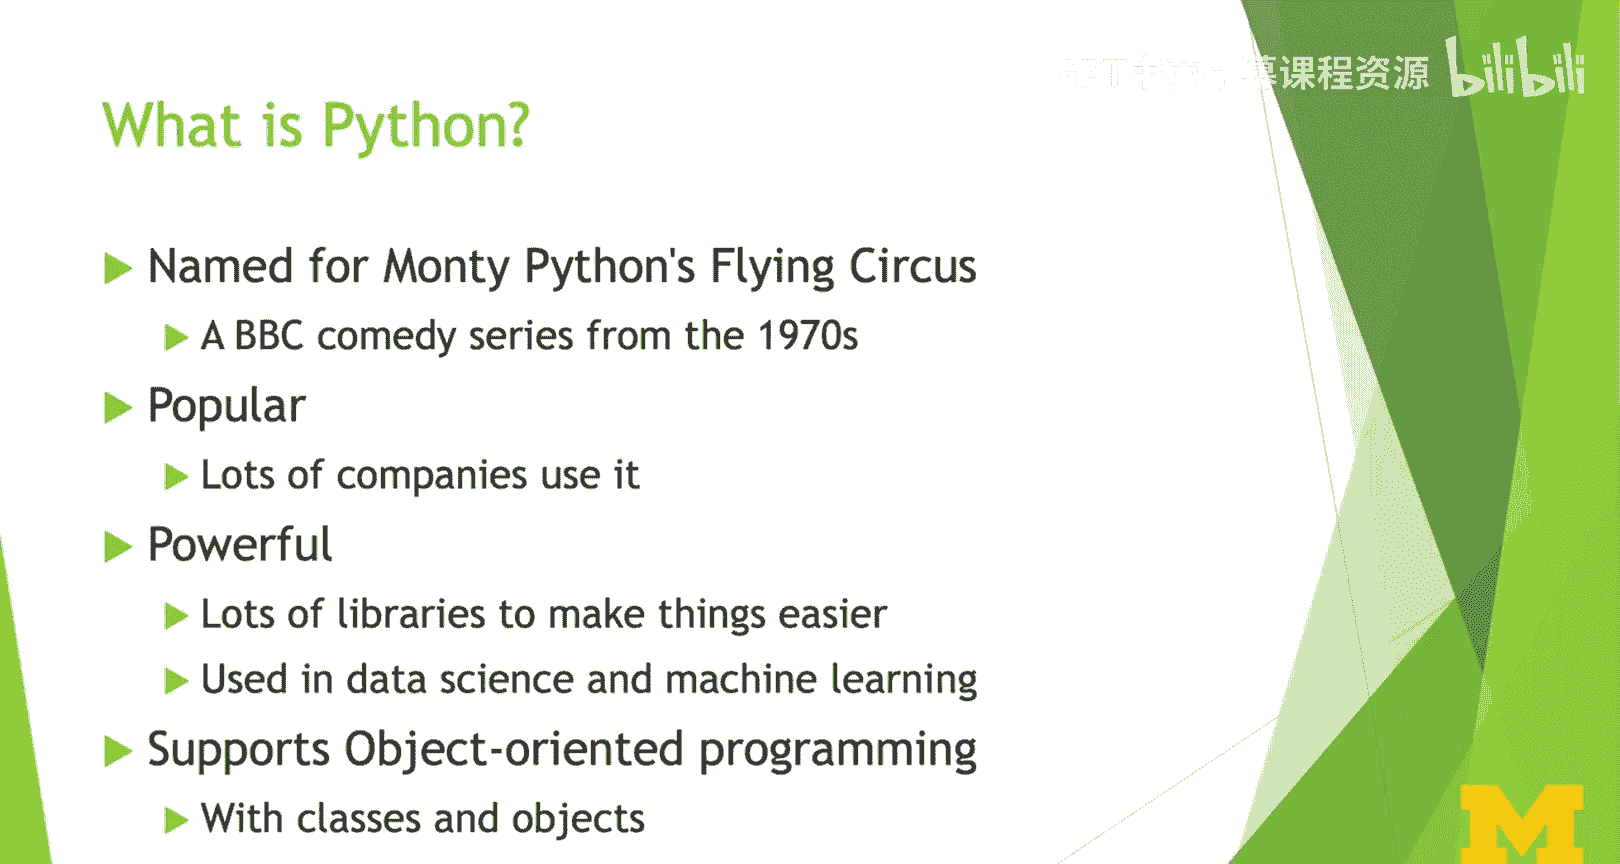 课程资源 bilibili
What is Python?
Named for Monty Python's Flying Circus
A BBC comedy series from the 1970s
Popular
Lots of companies use it
Powerful
Lots of libraries to make things easier
Used in data science and machine learning
Supports Object-oriented programming
With classes and objects
M